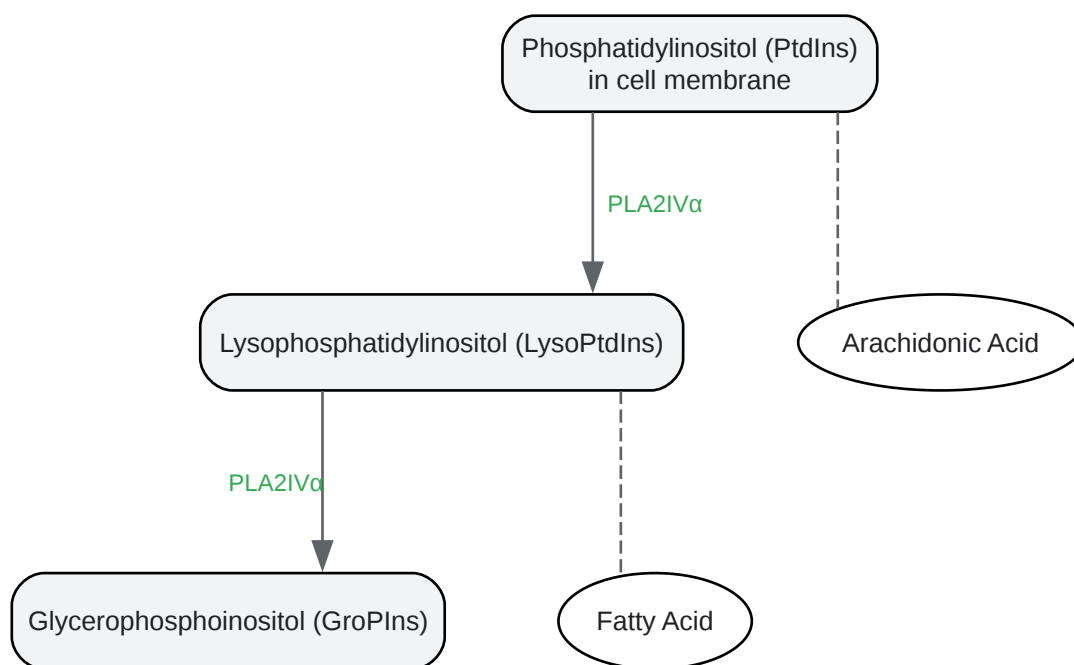 Phosphatidylinositol (PtdIns)
in cell membrane
PLA2IVα
Lysophosphatidylinositol (LysoPtdIns)
Arachidonic Acid
PLA2IVα
Glycerophosphoinositol (GroPIns)
Fatty Acid